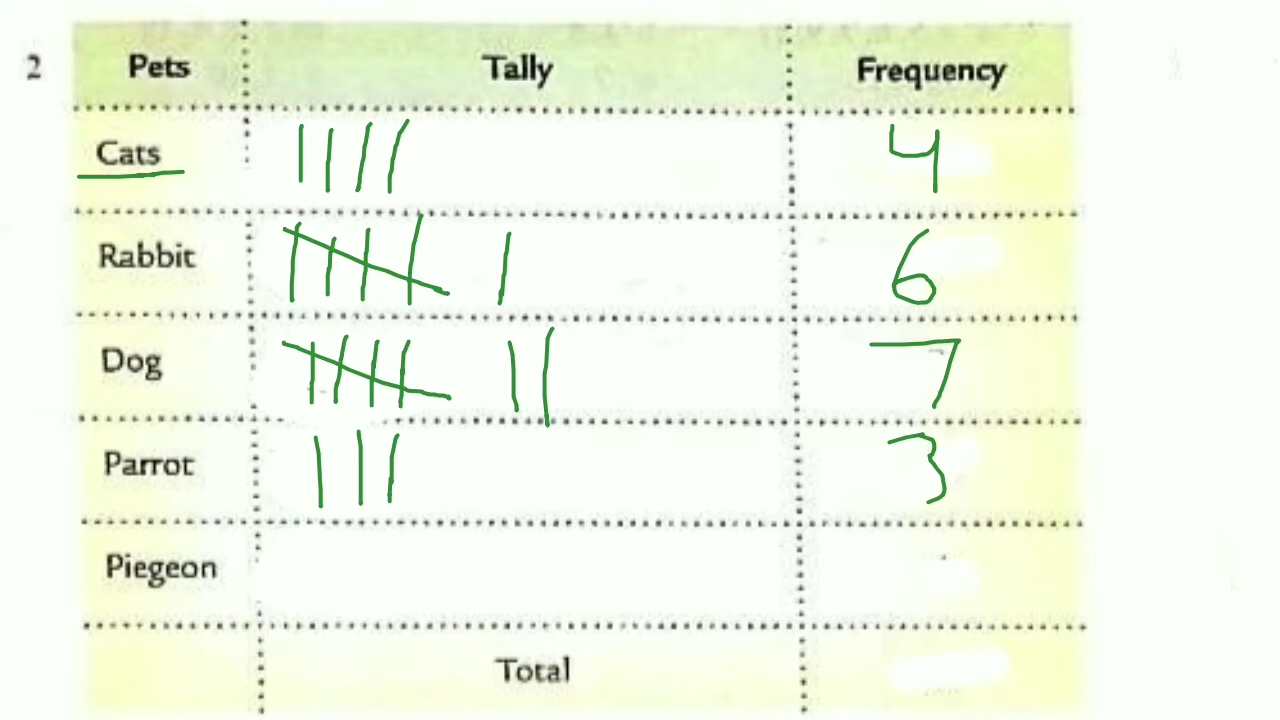 2 Pets Tally Frequency
Cats |||| 4
Rabbit |||| | 6
Dog |||| || 7
Parrot ||| 3
Piegeon
Total